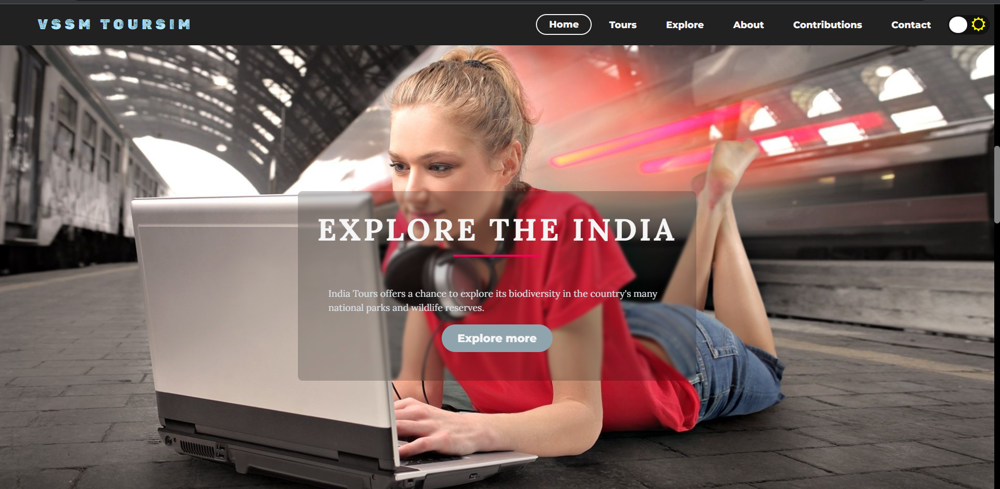 VSSM TOURSIM
Home Tours Explore About Contributions Contact
EXPLORE THE INDIA
India Tours offers a chance to explore its biodiversity in the country's many
national parks and wildlife reserves.
Explore more